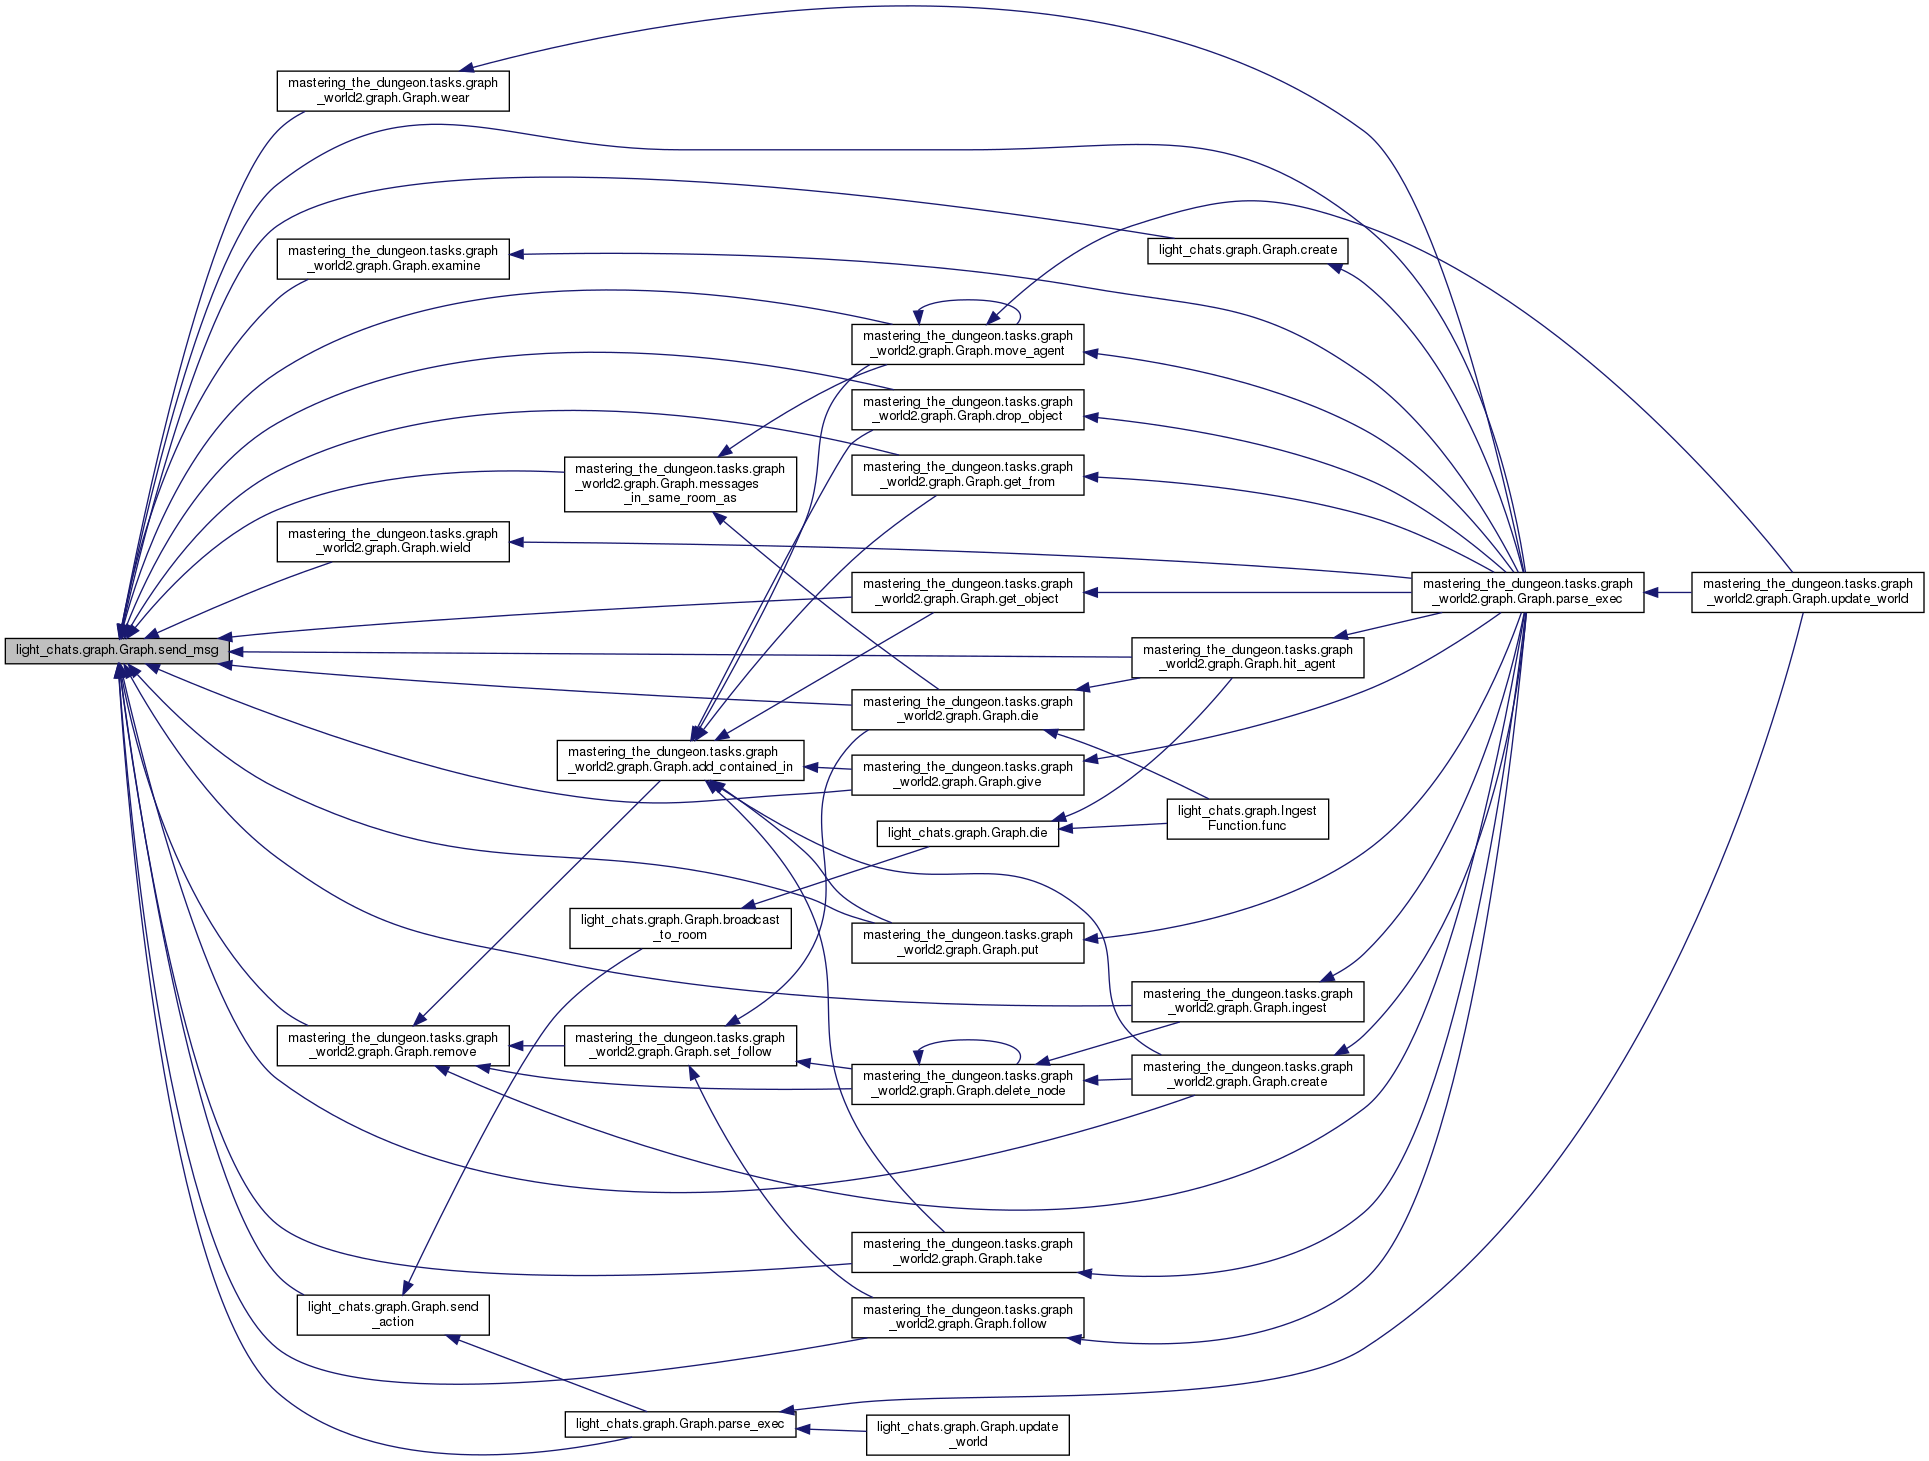 mastering_the_dungeon.tasks.graph
_world2.graph.Graph.wear
mastering_the_dungeon.tasks.graph
_world2.graph.Graph.examine
light_chats.graph.Graph.create
mastering_the_dungeon.tasks.graph
_world2.graph.Graph.move_agent
mastering_the_dungeon.tasks.graph
_world2.graph.Graph.drop_object
mastering_the_dungeon.tasks.graph
_world2.graph.Graph.messages
_in_same_room_as
mastering_the_dungeon.tasks.graph
_world2.graph.Graph.get_from
mastering_the_dungeon.tasks.graph
_world2.graph.Graph.wield
mastering_the_dungeon.tasks.graph
_world2.graph.Graph.get_object
mastering_the_dungeon.tasks.graph
_world2.graph.Graph.parse_exec
mastering_the_dungeon.tasks.graph
_world2.graph.Graph.update_world
light_chats.graph.Graph.send_msg
mastering_the_dungeon.tasks.graph
_world2.graph.Graph.hit_agent
mastering_the_dungeon.tasks.graph
_world2.graph.Graph.die
mastering_the_dungeon.tasks.graph
_world2.graph.Graph.add_contained_in
mastering_the_dungeon.tasks.graph
_world2.graph.Graph.give
light_chats.graph.Graph.die
light_chats.graph.Ingest
Function.func
light_chats.graph.Graph.broadcast
_to_room
mastering_the_dungeon.tasks.graph
_world2.graph.Graph.put
mastering_the_dungeon.tasks.graph
_world2.graph.Graph.ingest
mastering_the_dungeon.tasks.graph
_world2.graph.Graph.remove
mastering_the_dungeon.tasks.graph
_world2.graph.Graph.set_follow
mastering_the_dungeon.tasks.graph
_world2.graph.Graph.delete_node
mastering_the_dungeon.tasks.graph
_world2.graph.Graph.create
mastering_the_dungeon.tasks.graph
_world2.graph.Graph.take
light_chats.graph.Graph.send
_action
mastering_the_dungeon.tasks.graph
_world2.graph.Graph.follow
light_chats.graph.Graph.parse_exec
light_chats.graph.Graph.update
_world